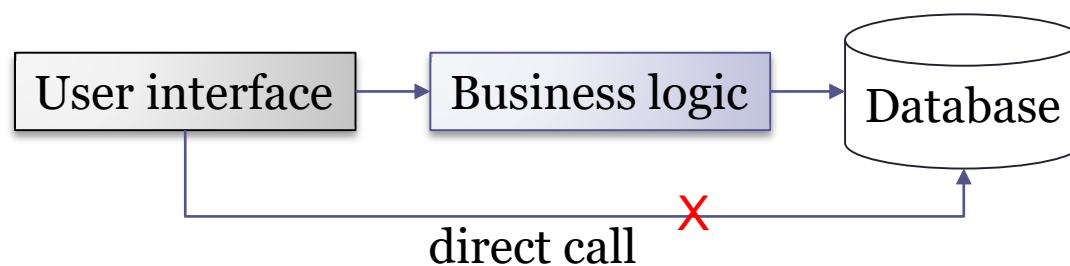 User interface
Business logic
Database
X
direct call